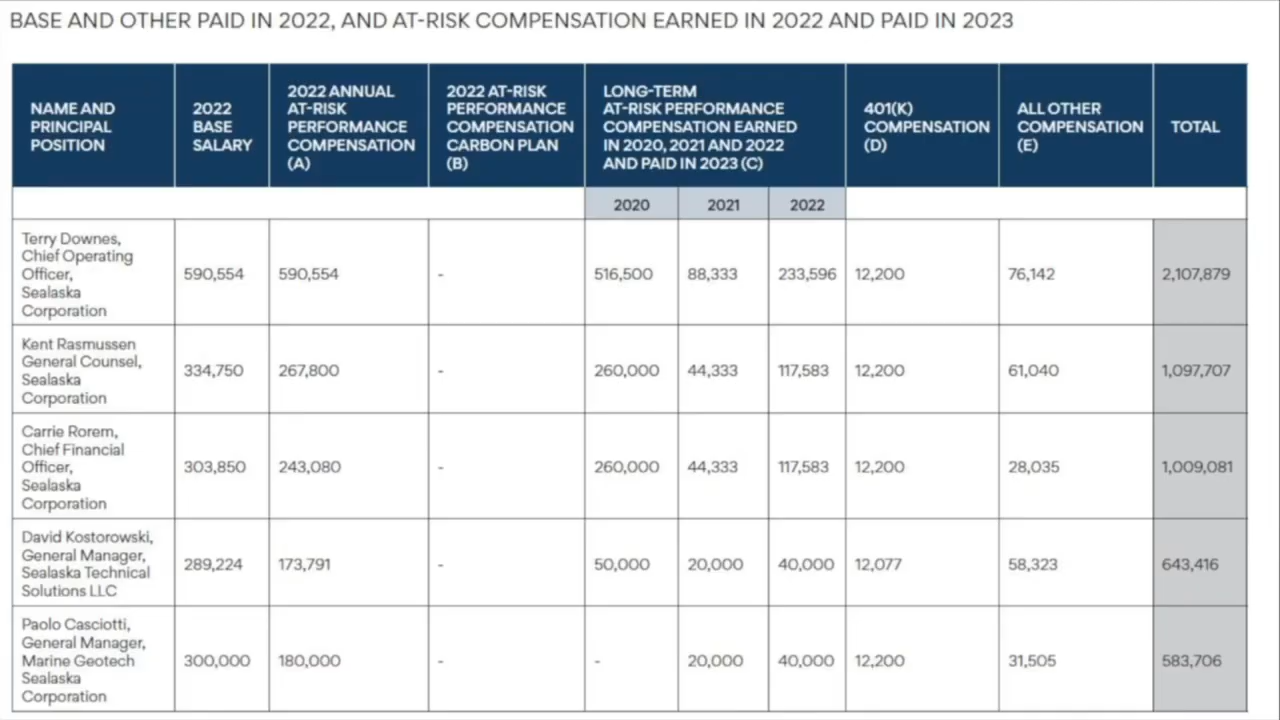 BASE AND OTHER PAID IN 2022, AND AT-RISK COMPENSATION EARNED IN 2022 AND PAID IN 2023
NAME AND
PRINCIPAL
POSITION
2022
BASE
SALARY
2022 ANNUAL
AT-RISK
PERFORMANCE
COMPENSATION
(A)
2022 AT-RISK
PERFORMANCE
COMPENSATION
CARBON PLAN
(B)
LONG-TERM
AT-RISK PERFORMANCE
COMPENSATION EARNED
IN 2020, 2021 AND 2022
AND PAID IN 2023 (C)
401(K)
COMPENSATION
(D)
ALL OTHER
COMPENSATION
(E)
TOTAL
2020 2021 2022
Terry Downes,
Chief Operating
Officer,
Sealaska
Corporation
590,554 590,554 - 516,500 88,333 233,596 12,200 76,142 2,107,879
Kent Rasmussen
General Counsel,
Sealaska
Corporation
334,750 267,800 - 260,000 44,333 117,583 12,200 61,040 1,097,707
Carrie Rorem,
Chief Financial
Officer,
Sealaska
Corporation
303,850 243,080 - 260,000 44,333 117,583 12,200 28,035 1,009,081
David Kostorowski,
General Manager,
Sealaska Technical
Solutions LLC
289,224 173,791 - 50,000 20,000 40,000 12,077 58,323 643,416
Paolo Casciotti,
General Manager,
Marine Geotech
Sealaska
Corporation
300,000 180,000 - - 20,000 40,000 12,200 31,505 583,706